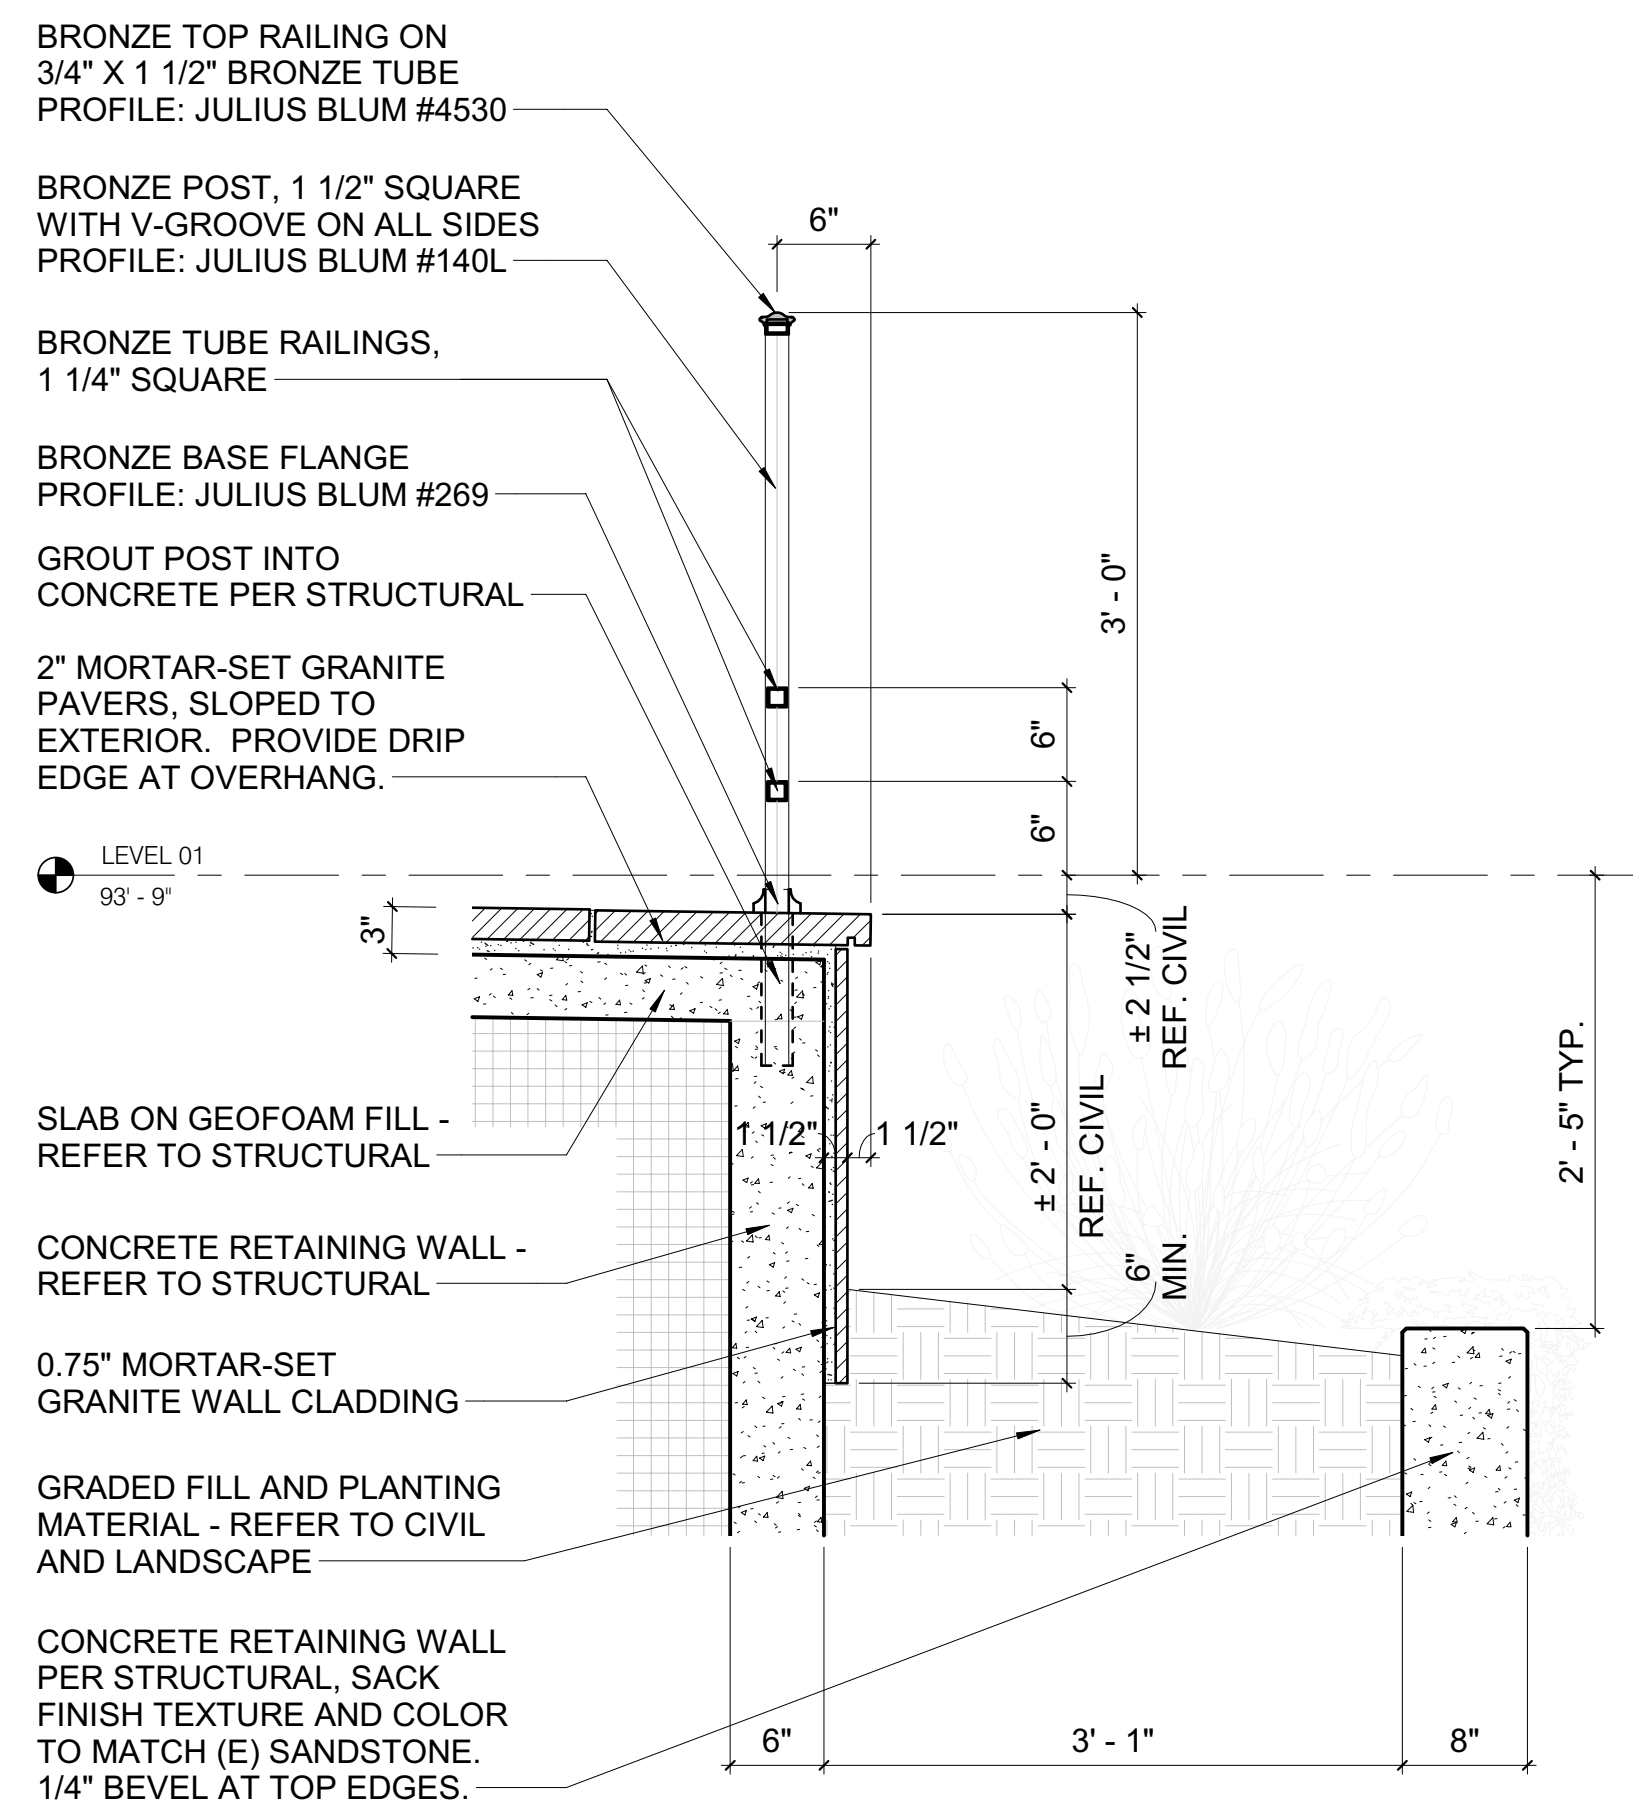 BRONZE TOP RAILING ON
3/4" X 1 1/2" BRONZE TUBE
PROFILE: JULIUS BLUM #4530
BRONZE POST, 1 1/2" SQUARE
WITH V-GROOVE ON ALL SIDES
PROFILE: JULIUS BLUM #140L
BRONZE TUBE RAILINGS,
1 1/4" SQUARE
BRONZE BASE FLANGE
PROFILE: JULIUS BLUM #269
GROUT POST INTO
CONCRETE PER STRUCTURAL
2" MORTAR-SET GRANITE
PAVERS, SLOPED TO
EXTERIOR.  PROVIDE DRIP
EDGE AT OVERHANG.
LEVEL 01
93' - 9"
SLAB ON GEOFOAM FILL -
REFER TO STRUCTURAL
CONCRETE RETAINING WALL -
REFER TO STRUCTURAL
0.75" MORTAR-SET
GRANITE WALL CLADDING
GRADED FILL AND PLANTING
MATERIAL - REFER TO CIVIL
AND LANDSCAPE
CONCRETE RETAINING WALL
PER STRUCTURAL, SACK
FINISH TEXTURE AND COLOR
TO MATCH (E) SANDSTONE.
1/4" BEVEL AT TOP EDGES.
6"
3' - 0"
6"
6"
3"
± 2 1/2"
REF. CIVIL
1 1/2"
1 1/2"
± 2' - 0"
REF. CIVIL
6"
MIN.
2' - 5" TYP.
6"
3' - 1"
8"